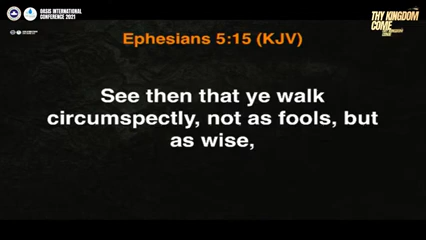 OASIS INTERNATIONAL
CONFERENCE 2021
THY KINGDOM
COME
Ephesians 5:15 (KJV)
See then that ye walk
circumspectly, not as fools, but
as wise,